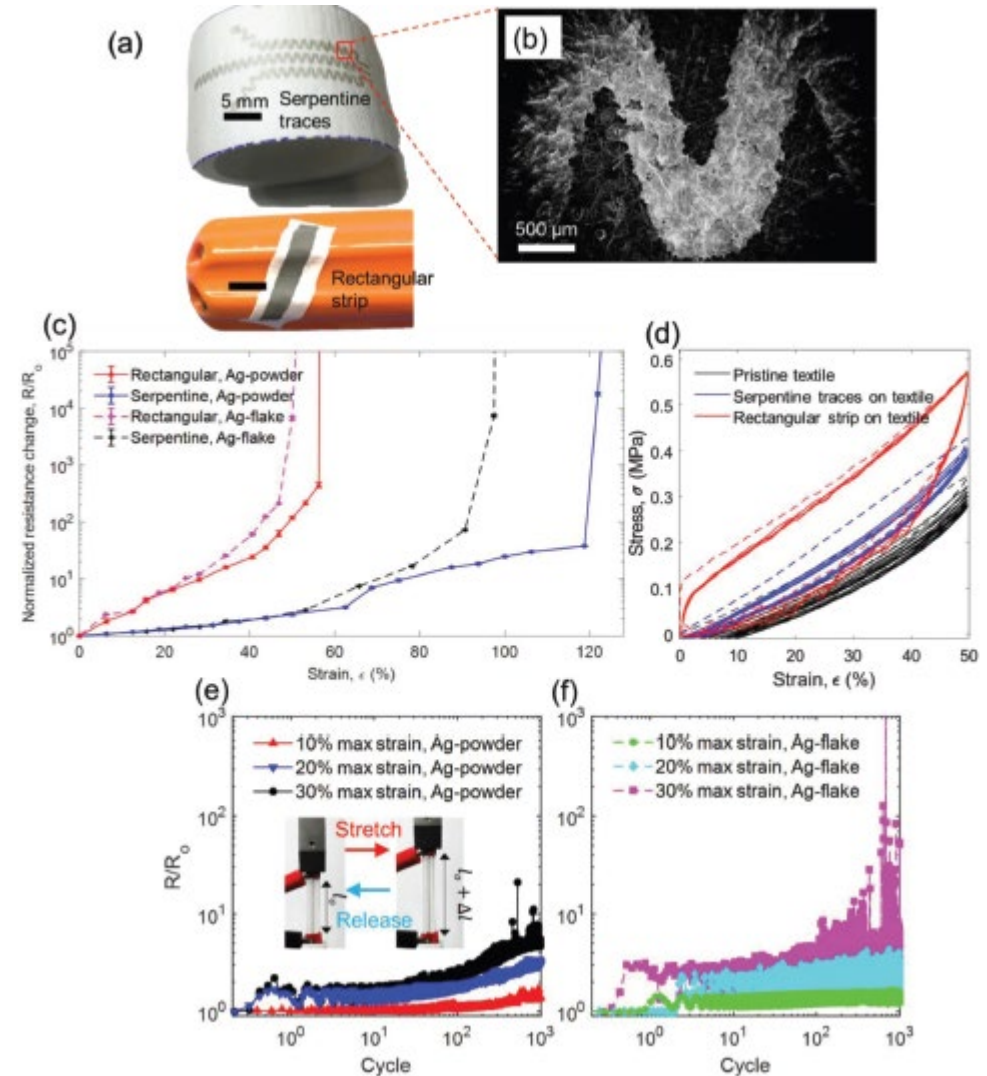 (a)
5 mm
Serpentine
traces
Rectangular
strip
(b)
500 μm
(c)
Normalized resistance change, R/R₀
10⁵
10⁴
10³
10²
10¹
10⁰
Rectangular, Ag-powder
Serpentine, Ag-powder
Rectangular, Ag-flake
Serpentine, Ag-flake
0 20 40 60 80 100 120
Strain, ϵ (%)
(d)
Stress, σ (MPa)
0.6
0.5
0.4
0.3
0.2
0.1
0
Pristine textile
Serpentine traces on textile
Rectangular strip on textile
0 10 20 30 40 50
Strain, ϵ (%)
(e)
R/R₀
10³
10²
10¹
10⁰
10% max strain, Ag-powder
20% max strain, Ag-powder
30% max strain, Ag-powder
Stretch
Release
l₀
l₀ + Δl
10⁰ 10¹ 10² 10³
Cycle
(f)
10³
10²
10¹
10⁰
10% max strain, Ag-flake
20% max strain, Ag-flake
30% max strain, Ag-flake
10⁰ 10¹ 10² 10³
Cycle